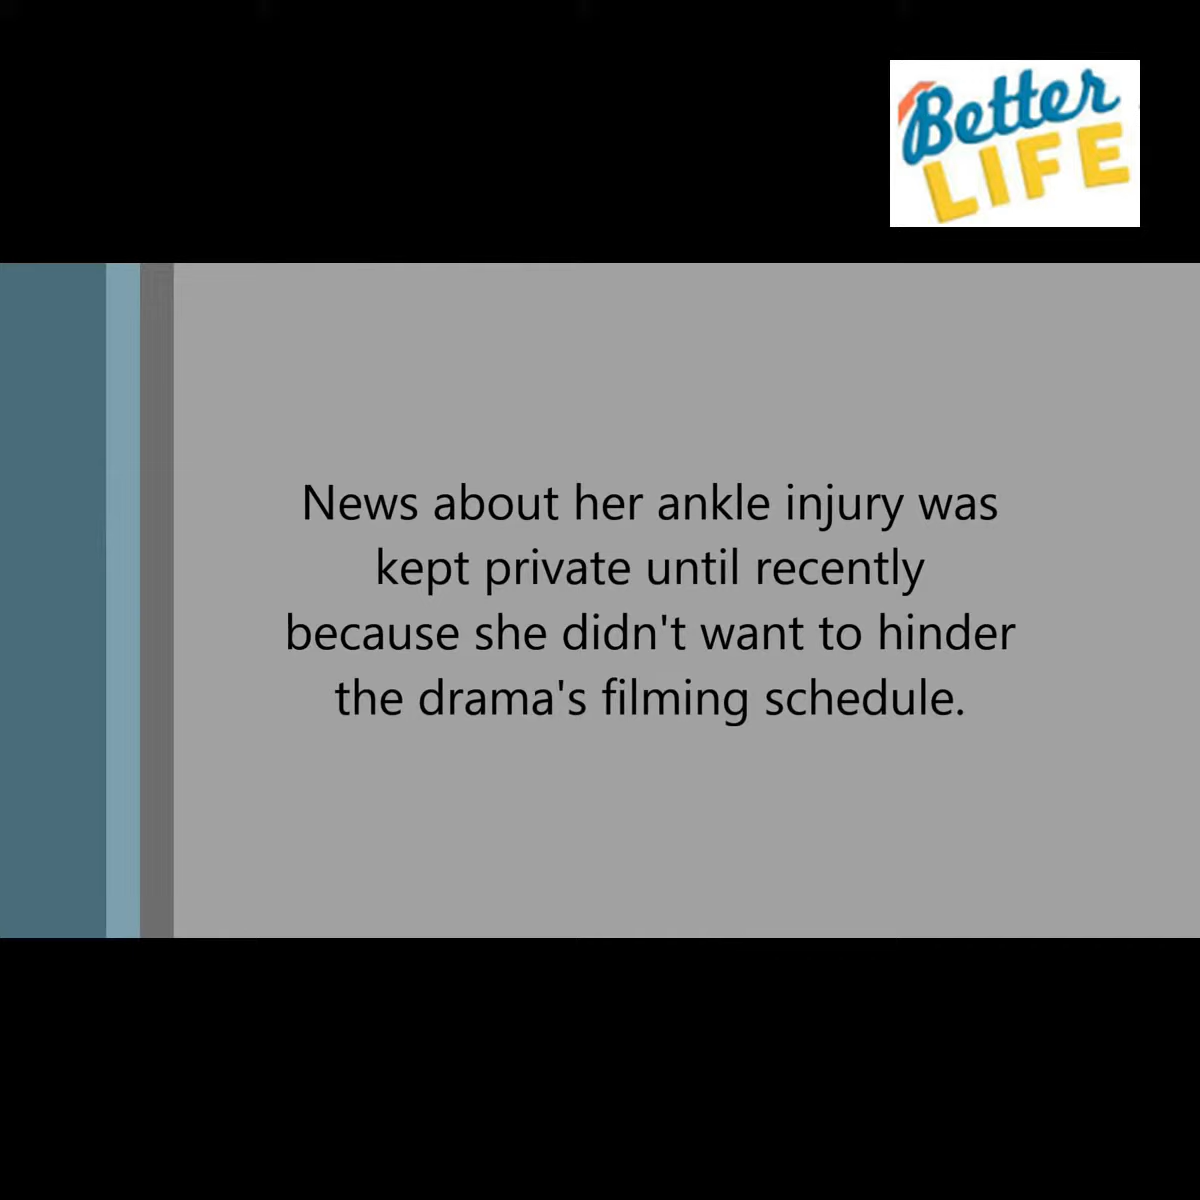 Better
LIFE
News about her ankle injury was
kept private until recently
because she didn't want to hinder
the drama's filming schedule.